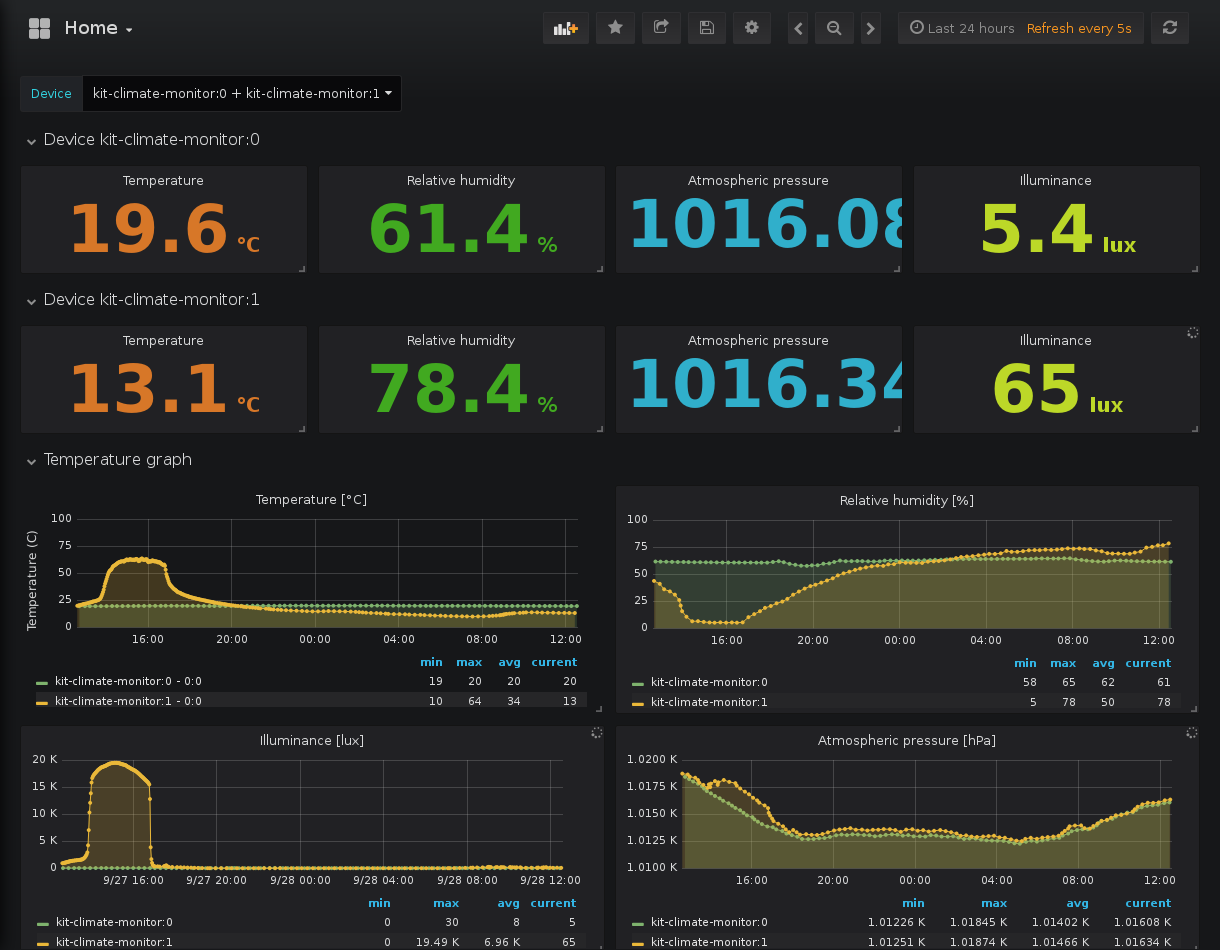 Home
Last 24 hours Refresh every 5s
Device kit-climate-monitor:0 + kit-climate-monitor:1
Device kit-climate-monitor:0
Temperature Relative humidity Atmospheric pressure Illuminance
19.6 °C 61.4 % 1016.08 5.4 lux
Device kit-climate-monitor:1
Temperature Relative humidity Atmospheric pressure Illuminance
13.1 °C 78.4 % 1016.34 65 lux
Temperature graph
Temperature [°C]
Temperature (C)
100
75
50
25
0
16:00 20:00 00:00 04:00 08:00 12:00
min max avg current
kit-climate-monitor:0 - 0:0 19 20 20 20
kit-climate-monitor:1 - 0:0 10 64 34 13
Relative humidity [%]
100
75
50
25
0
16:00 20:00 00:00 04:00 08:00 12:00
min max avg current
kit-climate-monitor:0 58 65 62 61
kit-climate-monitor:1 5 78 50 78
Illuminance [lux]
20 K
15 K
10 K
5 K
0
9/27 16:00 9/27 20:00 9/28 00:00 9/28 04:00 9/28 08:00 9/28 12:00
min max avg current
kit-climate-monitor:0 0 30 8 5
kit-climate-monitor:1 0 19.49 K 6.96 K 65
Atmospheric pressure [hPa]
1.0200 K
1.0175 K
1.0150 K
1.0125 K
1.0100 K
16:00 20:00 00:00 04:00 08:00 12:00
min max avg current
kit-climate-monitor:0 1.01226 K 1.01845 K 1.01402 K 1.01608 K
kit-climate-monitor:1 1.01251 K 1.01874 K 1.01466 K 1.01634 K